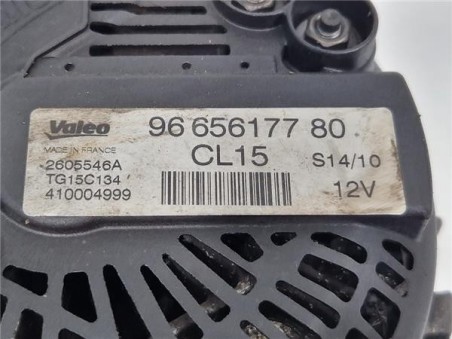 Valeo 96 656177 80
MADE IN FRANCE
2605546A CL15 S14/10
TG15C134
410004999 12V